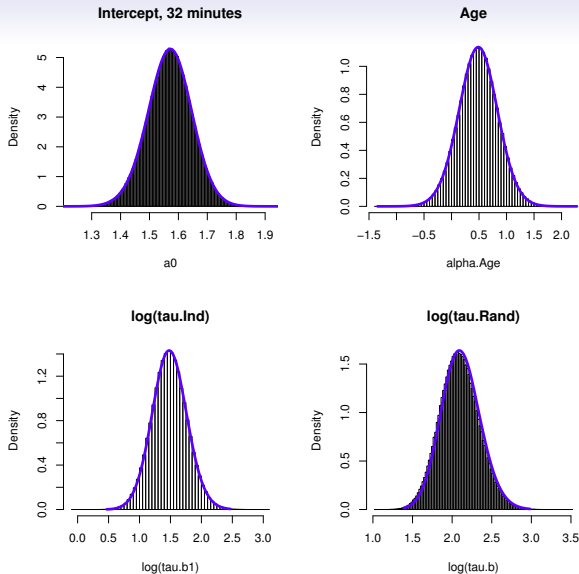 Intercept, 32 minutes
Density
0 1 2 3 4 5
1.3 1.4 1.5 1.6 1.7 1.8 1.9
a0
Age
Density
0.0 0.2 0.4 0.6 0.8 1.0
−1.5 −0.5 0.5 1.0 1.5 2.0
alpha.Age
log(tau.Ind)
Density
0.0 0.4 0.8 1.2
0.0 0.5 1.0 1.5 2.0 2.5 3.0
log(tau.b1)
log(tau.Rand)
Density
0.0 0.5 1.0 1.5
1.0 1.5 2.0 2.5 3.0 3.5
log(tau.b)